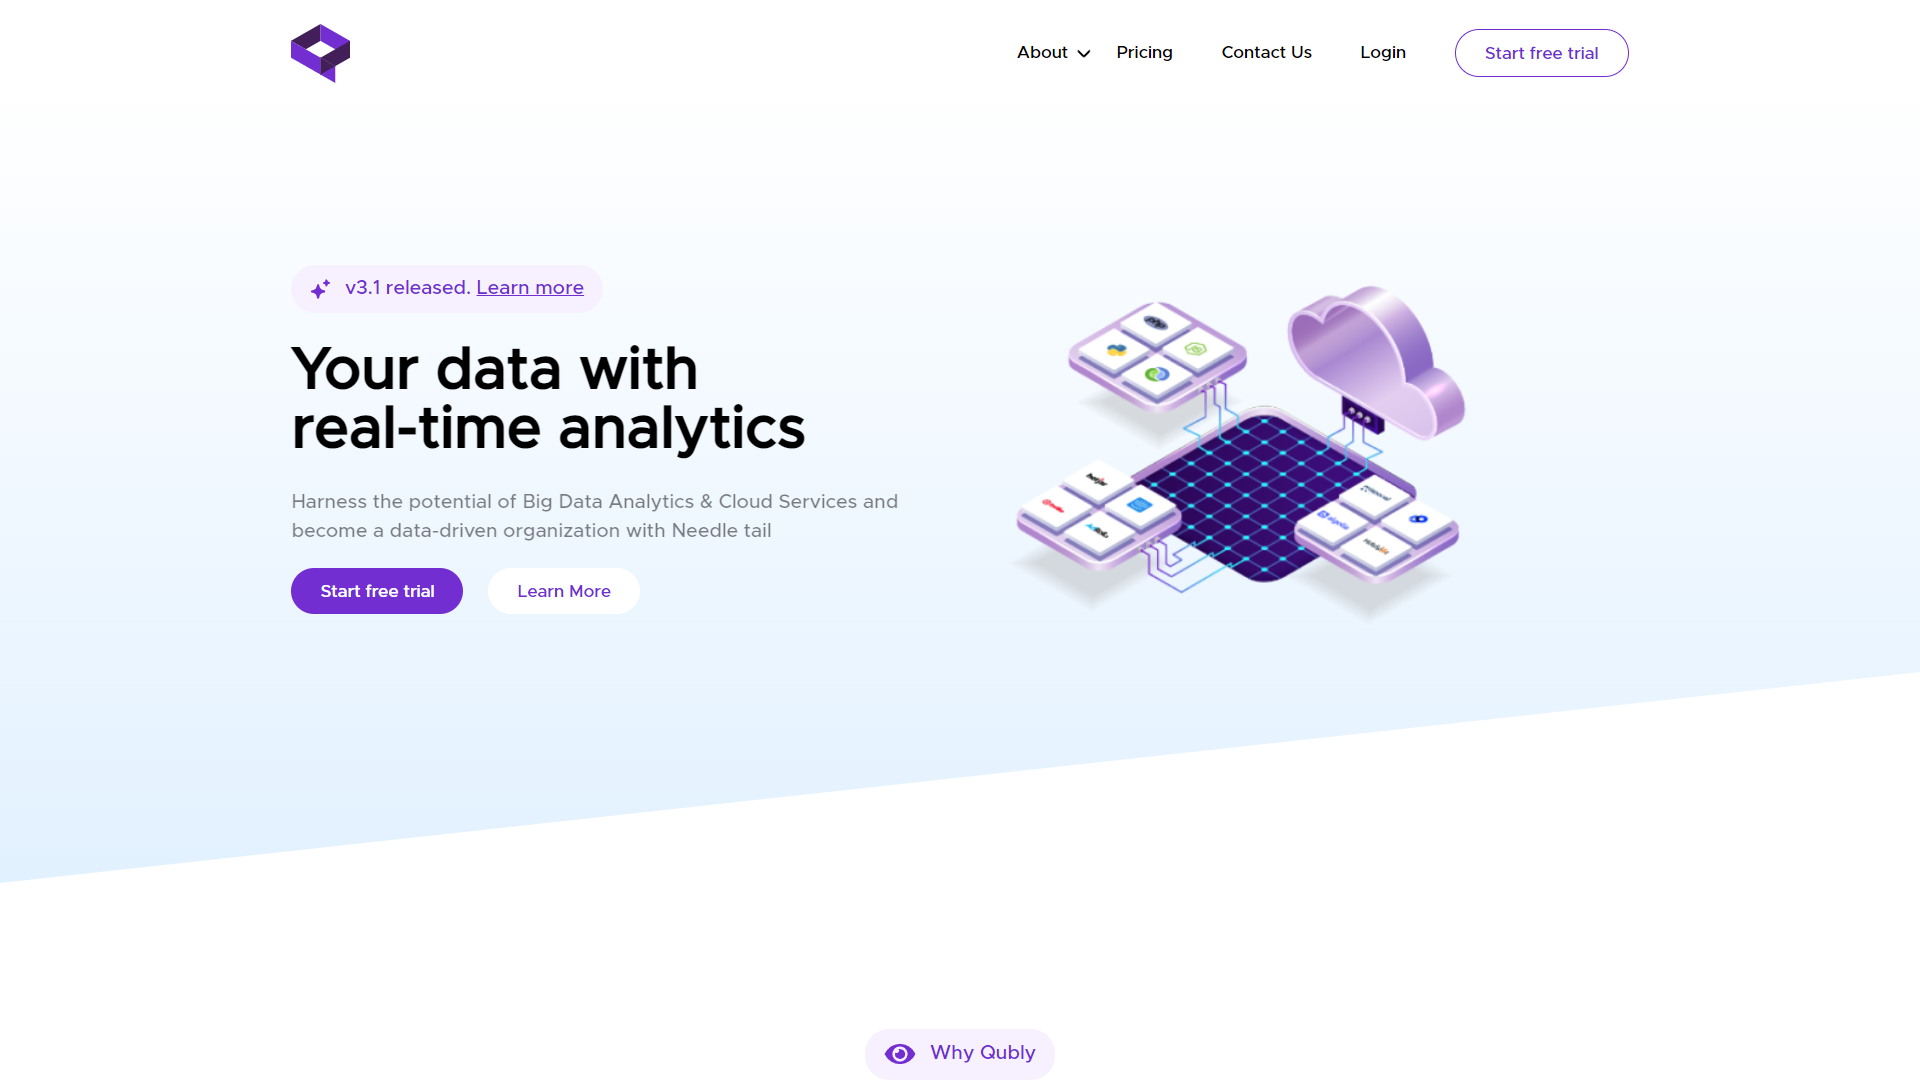 About
Pricing
Contact Us
Login
Start free trial
v3.1 released. Learn more
Your data with
real-time analytics
Harness the potential of Big Data Analytics & Cloud Services and
become a data-driven organization with Needle tail
Start free trial
Learn More
php
Why Qubly